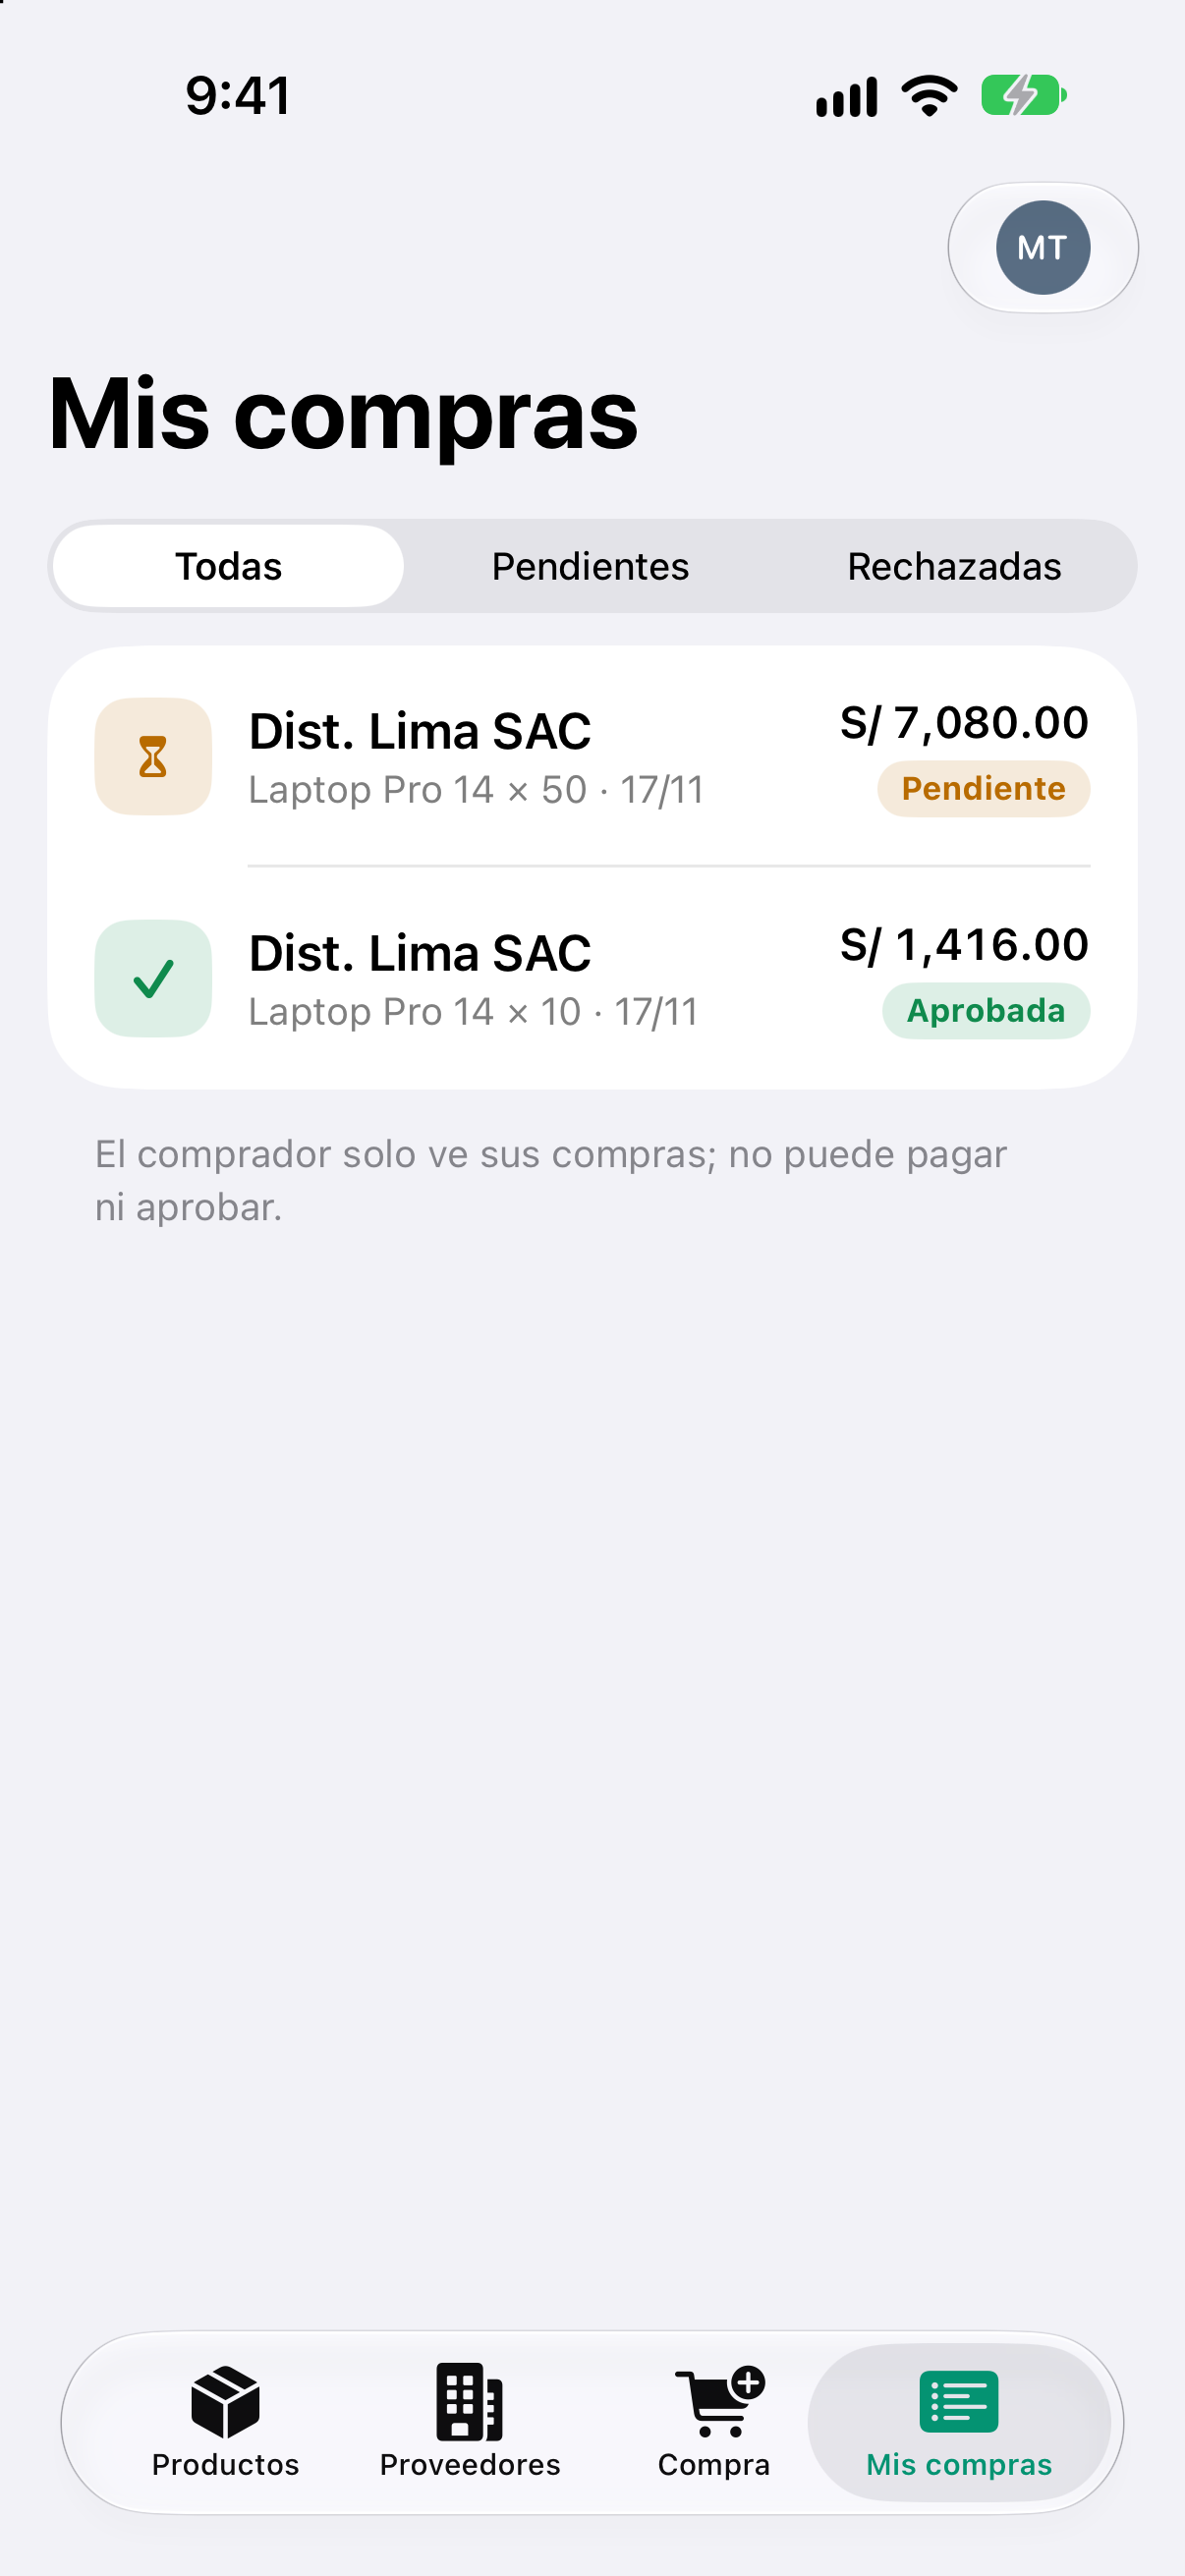 9:41
MT
Mis compras
Todas
Pendientes
Rechazadas
Dist. Lima SAC
S/ 7,080.00
Laptop Pro 14 × 50 · 17/11
Pendiente
Dist. Lima SAC
S/ 1,416.00
Laptop Pro 14 × 10 · 17/11
Aprobada
El comprador solo ve sus compras; no puede pagar
ni aprobar.
Productos
Proveedores
Compra
Mis compras